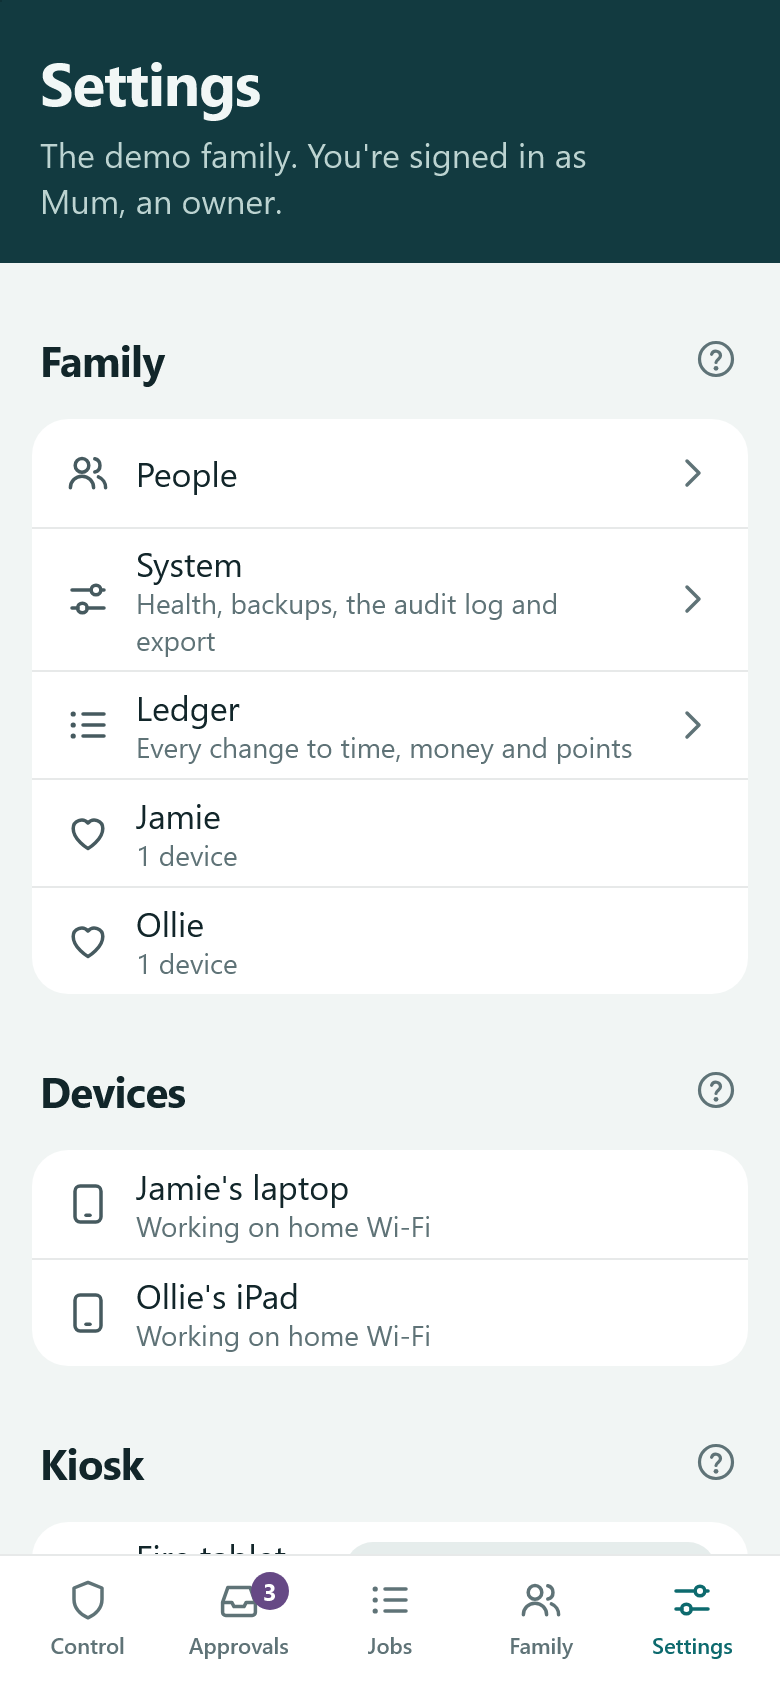 Settings
The demo family. You're signed in as
Mum, an owner.
Family
People
System
Health, backups, the audit log and
export
Ledger
Every change to time, money and points
Jamie
1 device
Ollie
1 device
Devices
Jamie's laptop
Working on home Wi-Fi
Ollie's iPad
Working on home Wi-Fi
Kiosk
Fire tablet
Control
3
Approvals
Jobs
Family
Settings